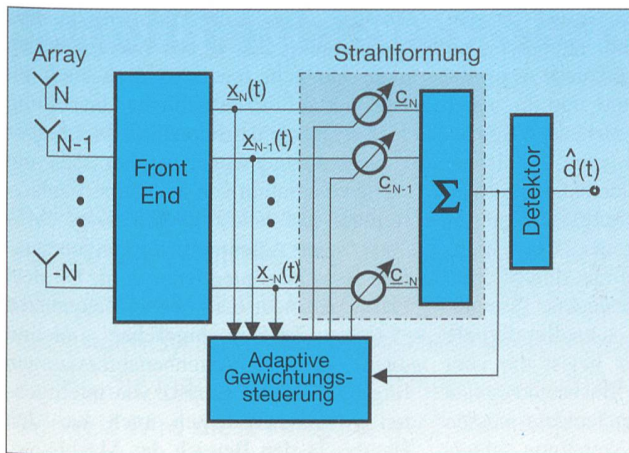 Array
Strahlformung
N
x_N(t)
c_N
N-1
x_N-1(t)
c_N-1
Front
End
Σ
Detektor
d̂(t)
-N
x_-N(t)
c_-N
Adaptive
Gewichtungs-
steuerung